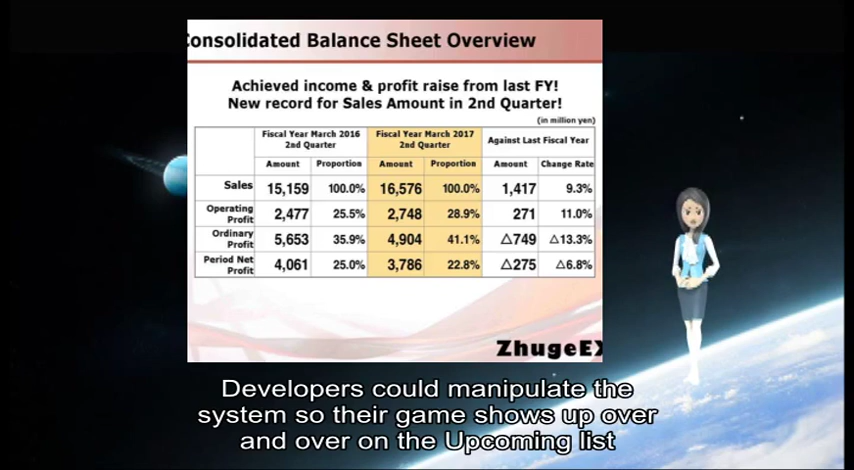 onsolidated Balance Sheet Overview
Achieved income & profit raise from last FY!
New record for Sales Amount in 2nd Quarter!
(in million yen)
Fiscal Year March 2016 2nd Quarter Fiscal Year March 2017 2nd Quarter Against Last Fiscal Year
Amount Proportion Amount Proportion Amount Change Rate
Sales 15,159 100.0% 16,576 100.0% 1,417 9.3%
Operating Profit 2,477 25.5% 2,748 28.9% 271 11.0%
Ordinary Profit 5,653 35.9% 4,904 41.1% △749 △13.3%
Period Net Profit 4,061 25.0% 3,786 22.8% △275 △6.8%
ZhugeEX
Developers could manipulate the
system so their game shows up over
and over on the Upcoming list